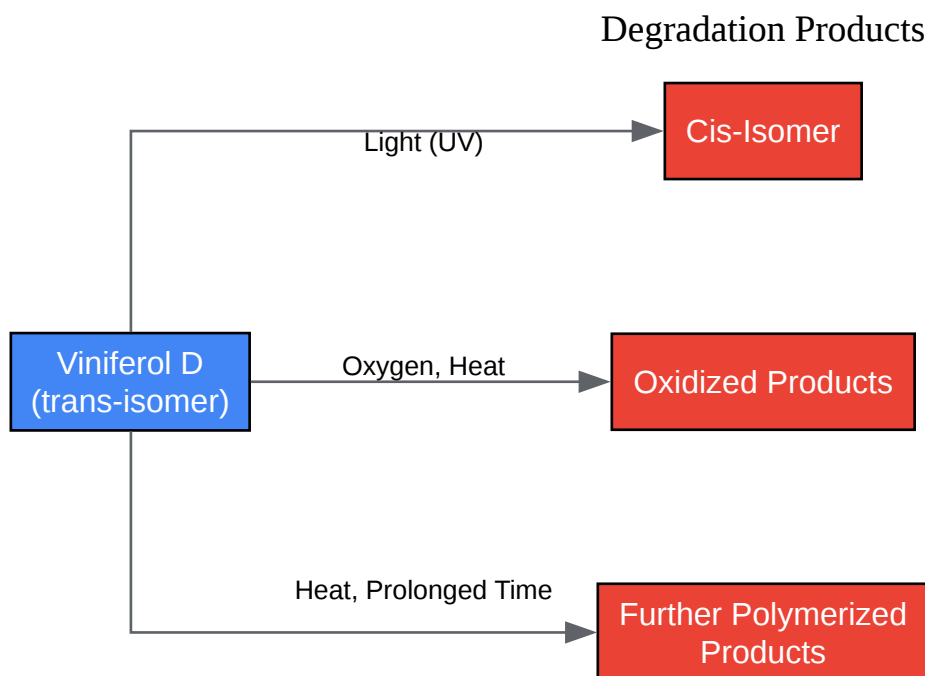 Degradation Products
Cis-Isomer
Light (UV)
Viniferol D
(trans-isomer)
Oxygen, Heat
Oxidized Products
Heat, Prolonged Time
Further Polymerized
Products